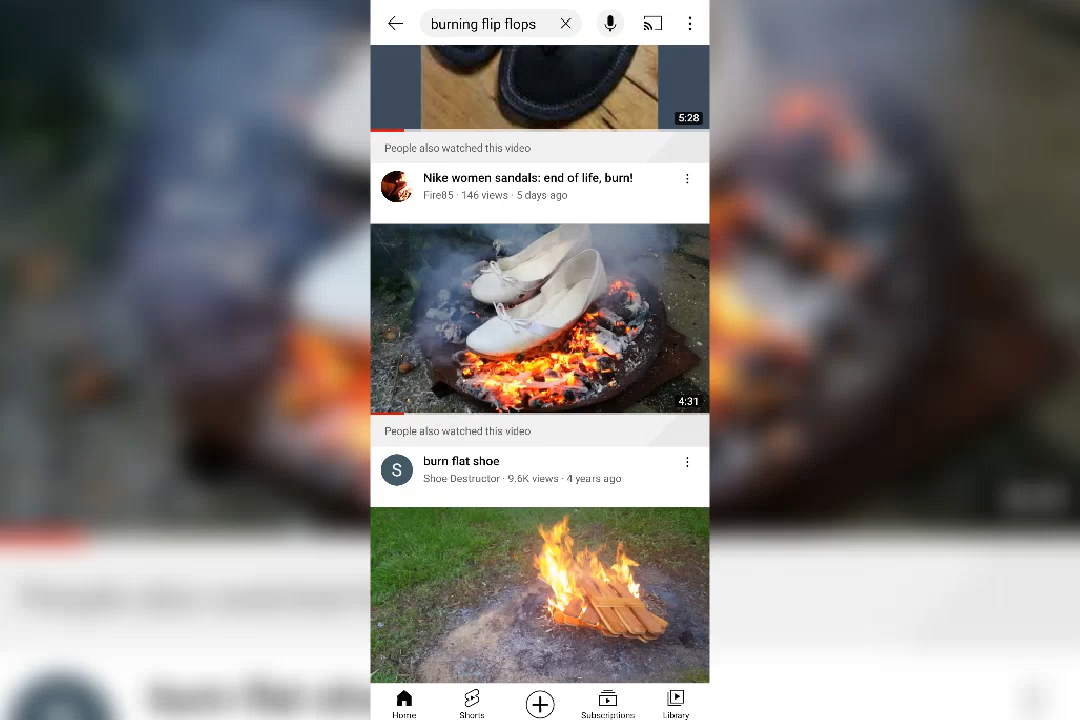 burning flip flops
5:28
People also watched this video
Nike women sandals: end of life, burn!
Fire85 · 146 views · 5 days ago
4:31
People also watched this video
S
burn flat shoe
Shoe Destructor · 9.6K views · 4 years ago
Home
Shorts
Subscriptions
Library